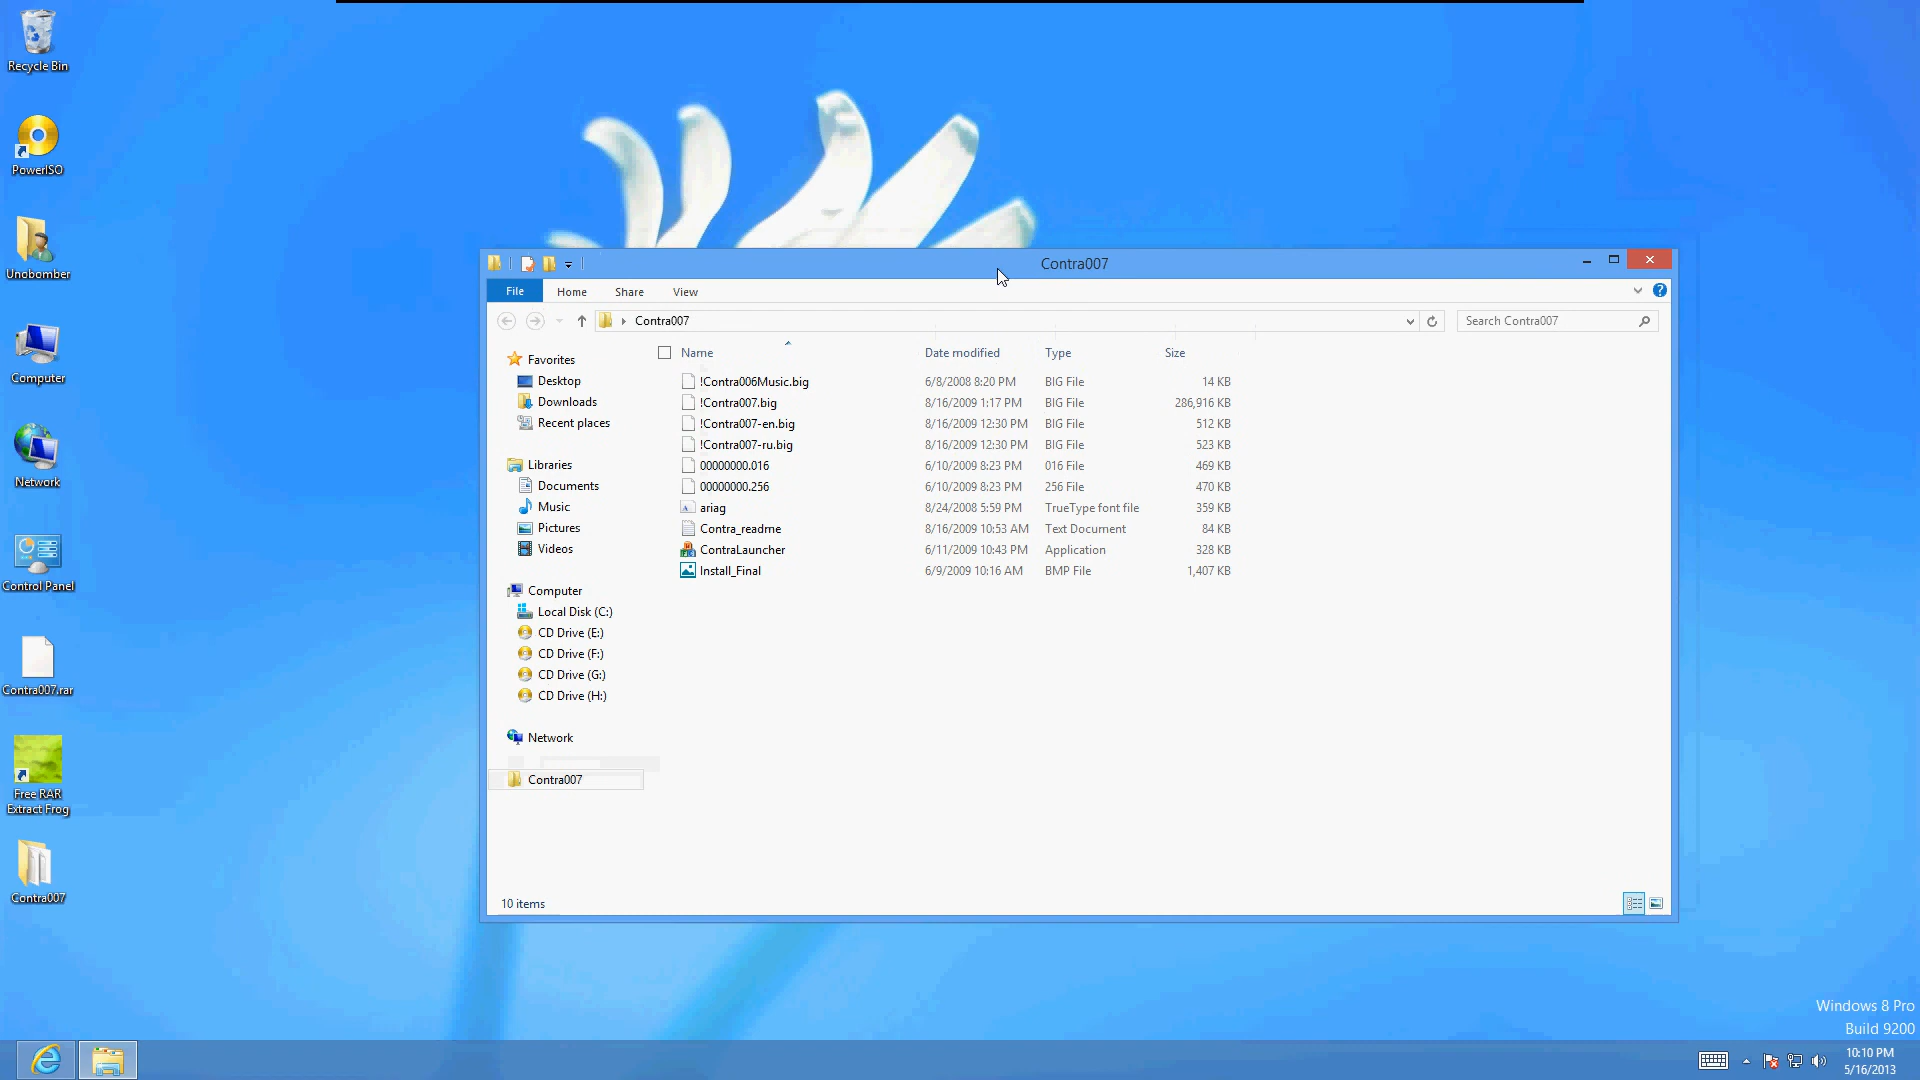 Recycle Bin
PowerISO
Unobomber
Computer
Network
Control Panel
Contra007.rar
Free RAR
Extract Frog
Contra007
Contra007
File Home Share View
Contra007 Search Contra007
Name Date modified Type Size
!Contra006Music.big 6/8/2008 8:20 PM BIG File 14 KB
!Contra007.big 8/16/2009 1:17 PM BIG File 286,916 KB
!Contra007-en.big 8/16/2009 12:30 PM BIG File 512 KB
!Contra007-ru.big 8/16/2009 12:30 PM BIG File 523 KB
00000000.016 6/10/2009 8:23 PM 016 File 469 KB
00000000.256 6/10/2009 8:23 PM 256 File 470 KB
ariag 8/24/2008 5:59 PM TrueType font file 359 KB
Contra_readme 8/16/2009 10:53 AM Text Document 84 KB
ContraLauncher 6/11/2009 10:43 PM Application 328 KB
Install_Final 6/9/2009 10:16 AM BMP File 1,407 KB
Favorites
Desktop
Downloads
Recent places
Libraries
Documents
Music
Pictures
Videos
Computer
Local Disk (C:)
CD Drive (E:)
CD Drive (F:)
CD Drive (G:)
CD Drive (H:)
Network
Contra007
10 items
Windows 8 Pro
Build 9200
10:10 PM
5/16/2013